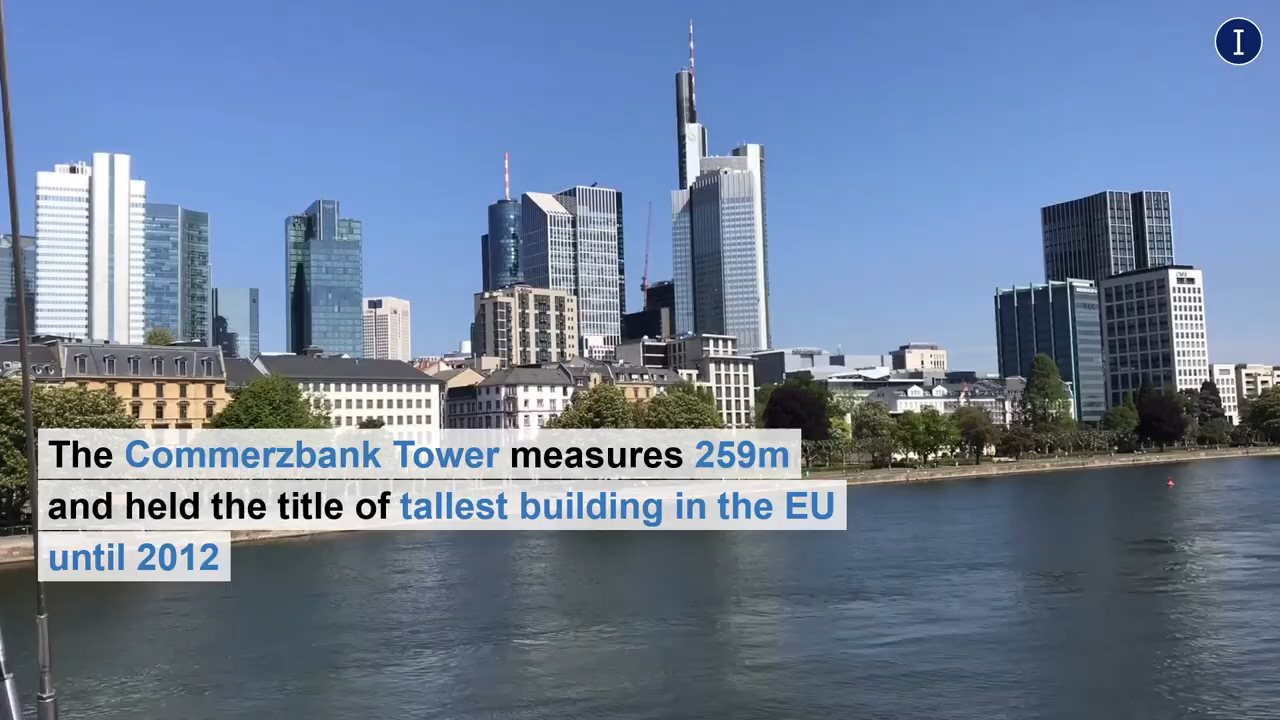 I
The Commerzbank Tower measures 259m
and held the title of tallest building in the EU
until 2012